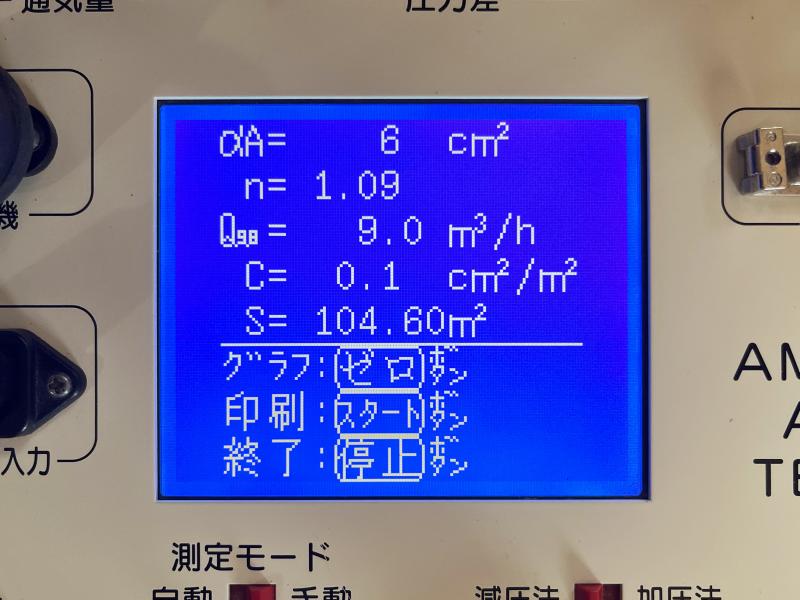 通気量
圧力差
αA= 6 cm²
n= 1.09
Q₉.₈= 9.0 m³/h
C= 0.1 cm²/m²
S= 104.60m²
グラフ:ゼロボタン
印刷:スタートボタン
終了:停止ボタン
機
入力
測定モード
自動 手動
減圧法 加圧法